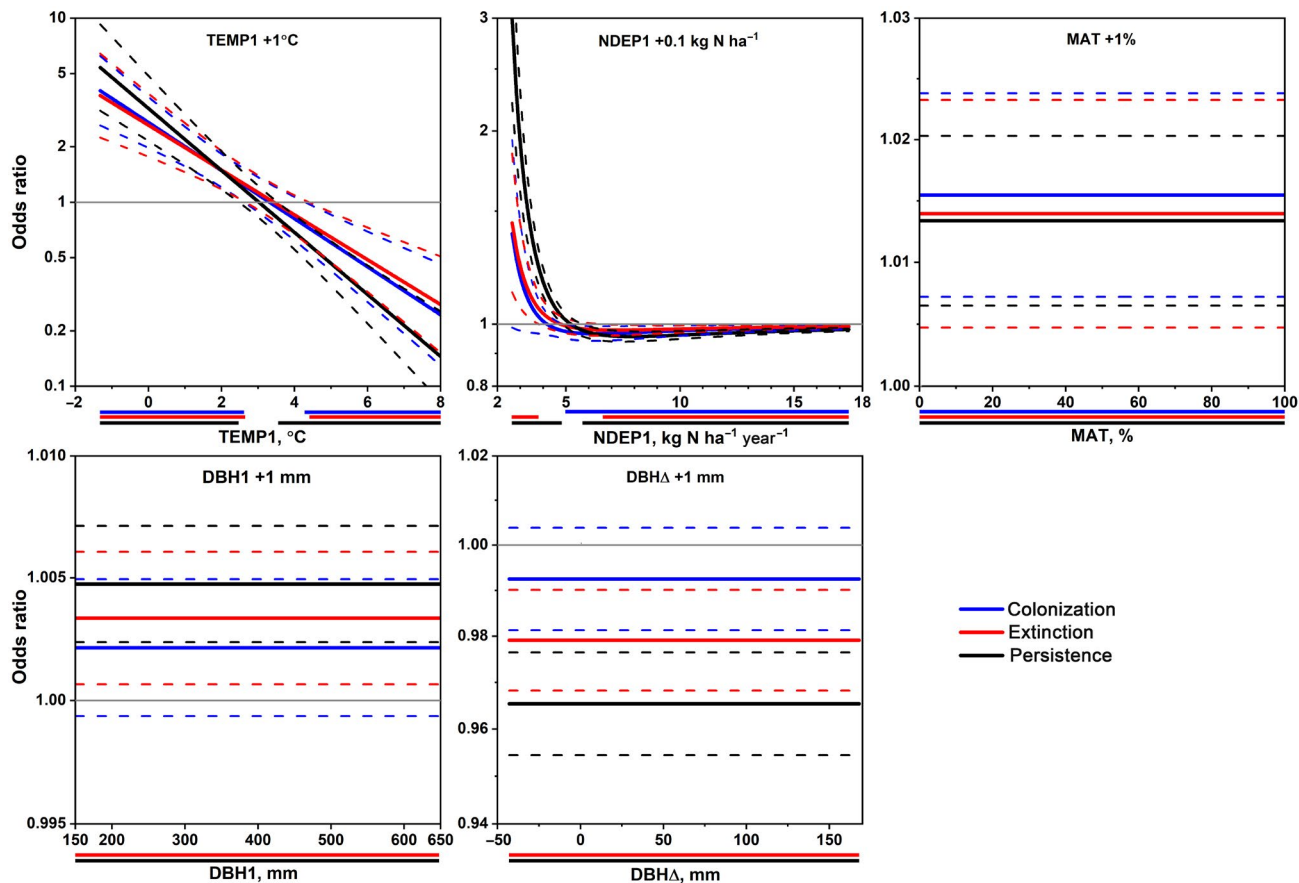 TEMP1 +1°C
NDEP1 +0.1 kg N ha⁻¹
MAT +1%
10
5
2
1
0.5
0.2
0.1
Odds ratio
−2 0 2 4 6 8
TEMP1, °C
3
2
1
0.8
2 5 10 15 18
NDEP1, kg N ha⁻¹ year⁻¹
1.03
1.02
1.01
1.00
0 20 40 60 80 100
MAT, %
DBH1 +1 mm
DBHΔ +1 mm
1.010
1.005
1.000
0.995
Odds ratio
150 200 300 400 500 600 650
DBH1, mm
1.02
1.00
0.98
0.96
0.94
−50 0 50 100 150
DBHΔ, mm
Colonization
Extinction
Persistence